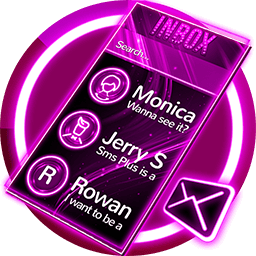 INBOX
Search...
Monica
Wanna see it?
Jerry S
Sms Plus is a
R
Rowan
I want to be a